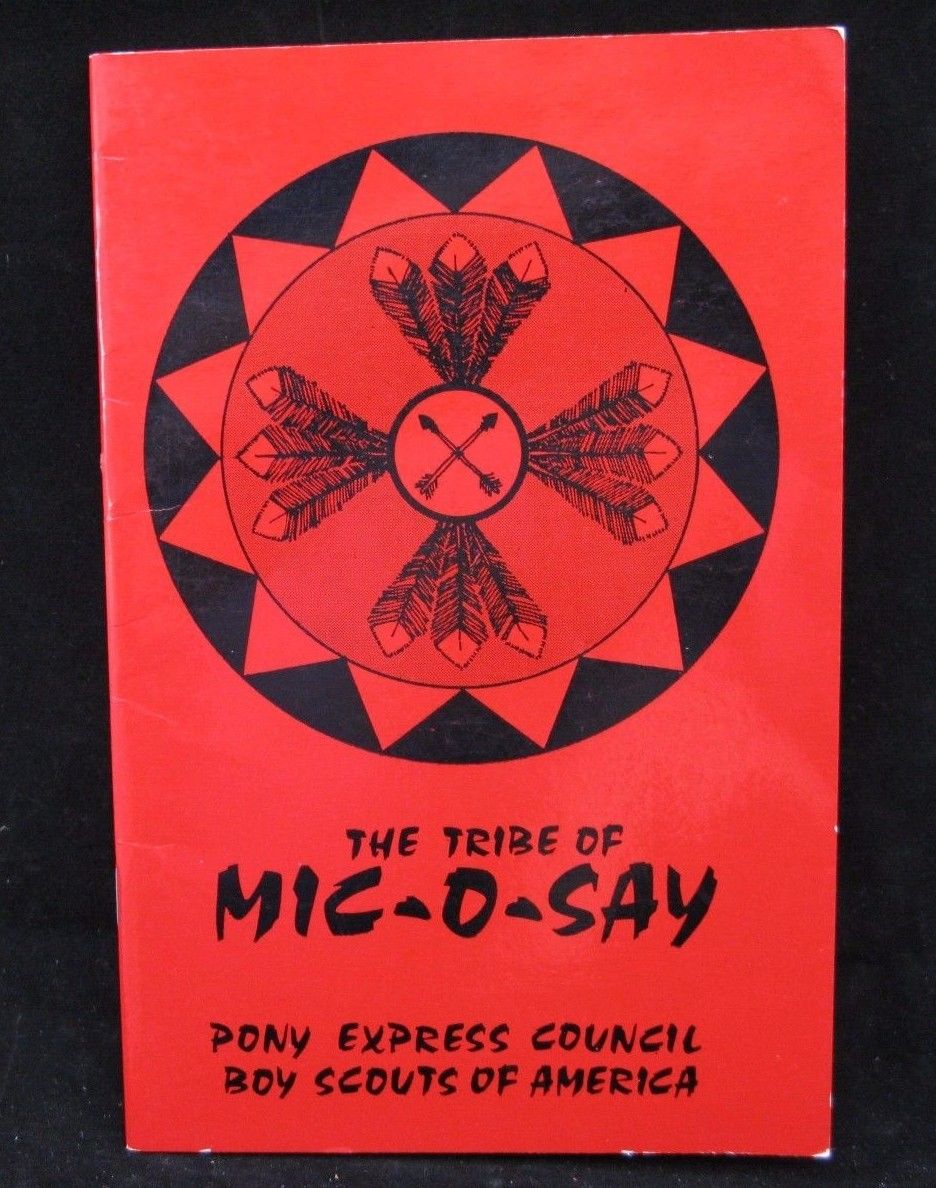 THE TRIBE OF
MIC-O-SAY
PONY EXPRESS COUNCIL
BOY SCOUTS OF AMERICA